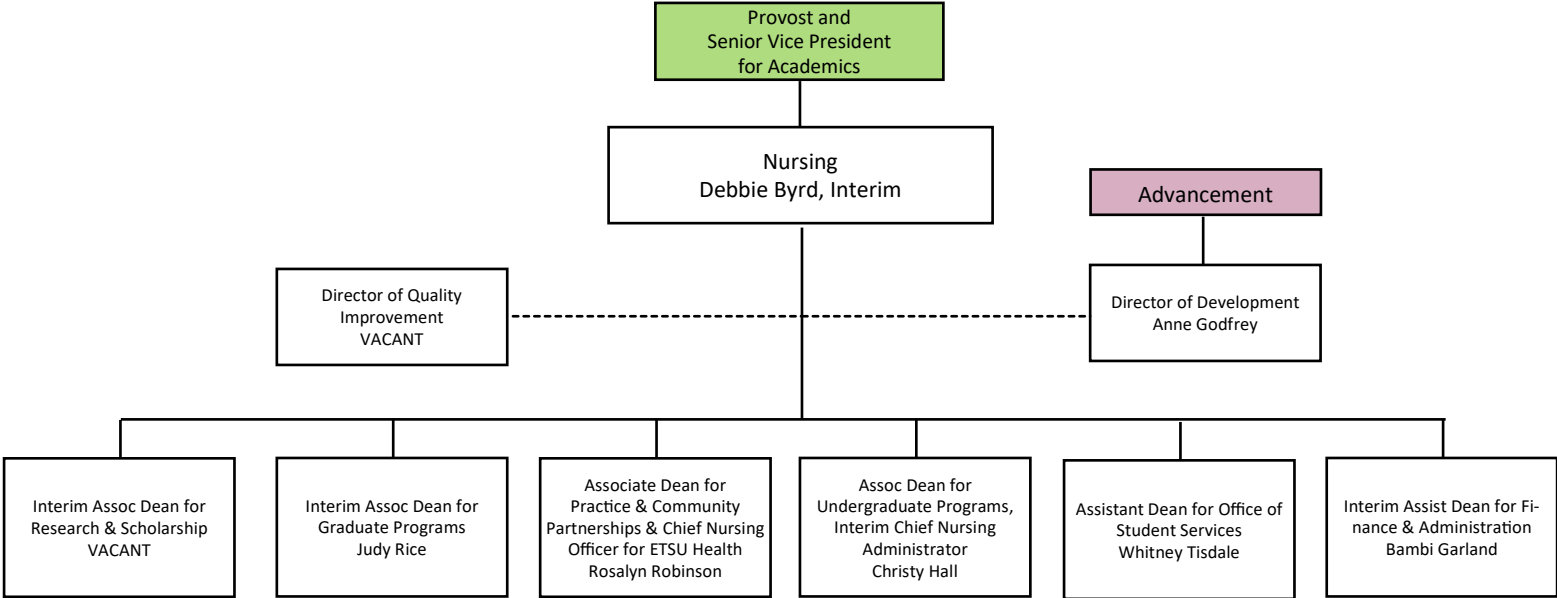 Provost and
Senior Vice President
for Academics
Nursing
Debbie Byrd, Interim
Advancement
Director of Quality
Improvement
VACANT
Director of Development
Anne Godfrey
Interim Assoc Dean for
Research & Scholarship
VACANT
Interim Assoc Dean for
Graduate Programs
Judy Rice
Associate Dean for
Practice & Community
Partnerships & Chief Nursing
Officer for ETSU Health
Rosalyn Robinson
Assoc Dean for
Undergraduate Programs,
Interim Chief Nursing
Administrator
Christy Hall
Assistant Dean for Office of
Student Services
Whitney Tisdale
Interim Assist Dean for Fi-
nance & Administration
Bambi Garland